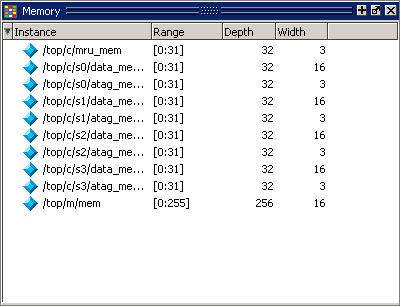 Memory
Instance Range Depth Width
/top/c/mru_mem [0:31] 32 3
/top/c/s0/data_me... [0:31] 32 16
/top/c/s0/atag_me... [0:31] 32 3
/top/c/s1/data_me... [0:31] 32 16
/top/c/s1/atag_me... [0:31] 32 3
/top/c/s2/data_me... [0:31] 32 16
/top/c/s2/atag_me... [0:31] 32 3
/top/c/s3/data_me... [0:31] 32 16
/top/c/s3/atag_me... [0:31] 32 3
/top/m/mem [0:255] 256 16